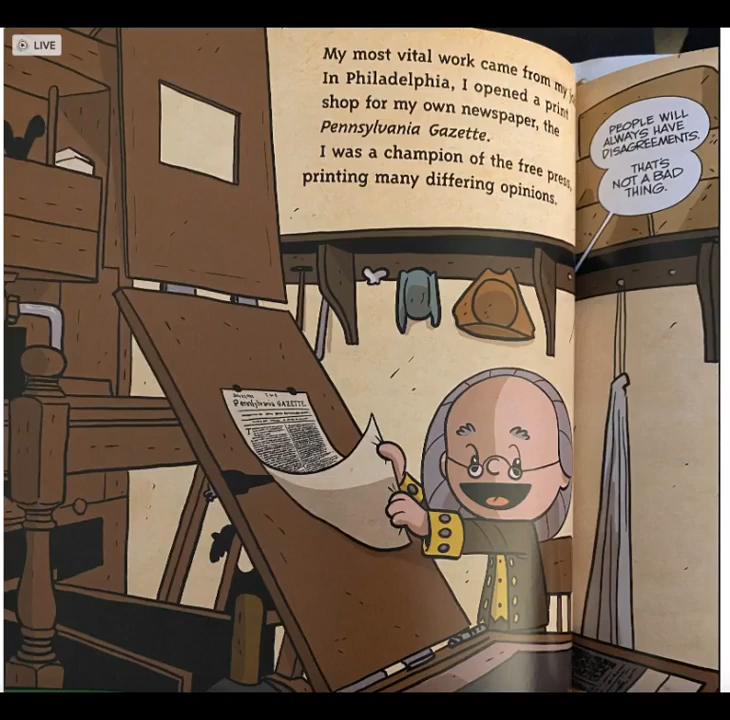 LIVE
My most vital work came from my
In Philadelphia, I opened a print
shop for my own newspaper, the
Pennsylvania Gazette.
I was a champion of the free press,
printing many differing opinions.
PEOPLE WILL
ALWAYS HAVE
DISAGREEMENTS.
THAT'S
NOT A BAD
THING.
THE
Pennsylvania GAZETTE